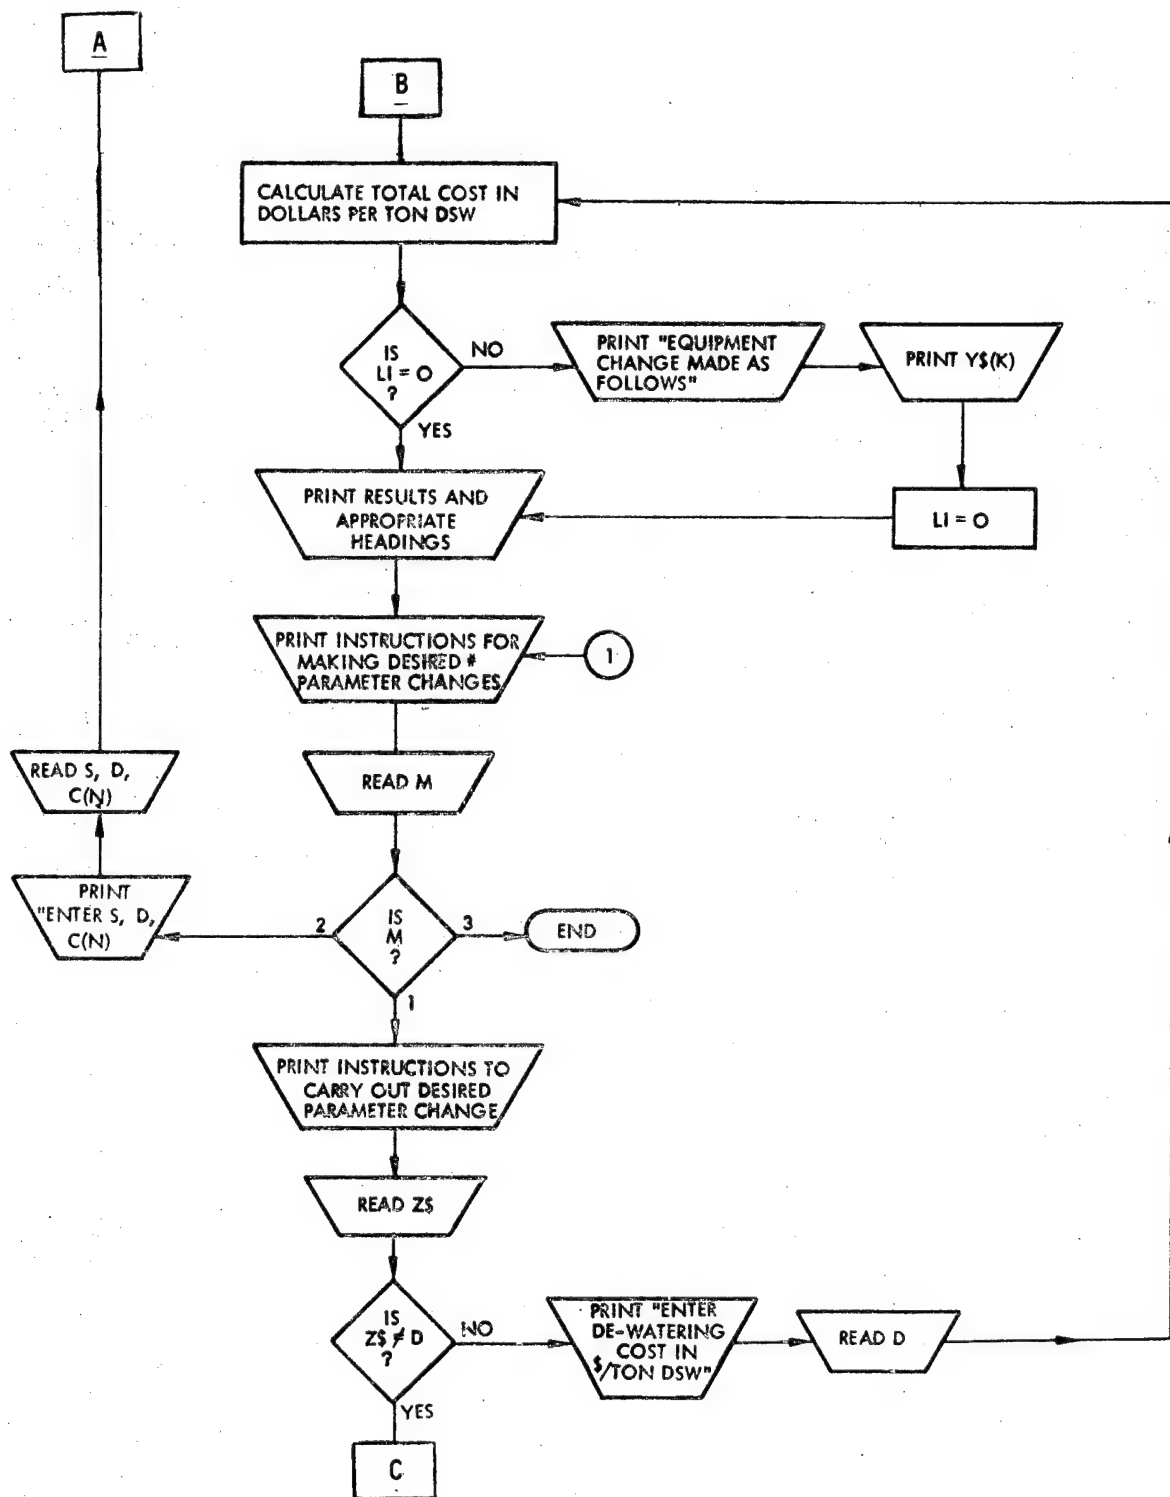 A
B
CALCULATE TOTAL COST IN
DOLLARS PER TON DSW
IS
LI = O
?
NO
YES
PRINT "EQUIPMENT
CHANGE MADE AS
FOLLOWS"
PRINT Y$(K)
LI = O
PRINT RESULTS AND
APPROPRIATE
HEADINGS
PRINT INSTRUCTIONS FOR
MAKING DESIRED #
PARAMETER CHANGES
1
READ M
READ S, D,
C(N)
PRINT
"ENTER S, D,
C(N)
2
IS
M
?
3
END
1
PRINT INSTRUCTIONS TO
CARRY OUT DESIRED
PARAMETER CHANGE
READ Z$
IS
Z$ ≠ D
?
NO
PRINT "ENTER
DE-WATERING
COST IN
$/TON DSW"
READ D
YES
C